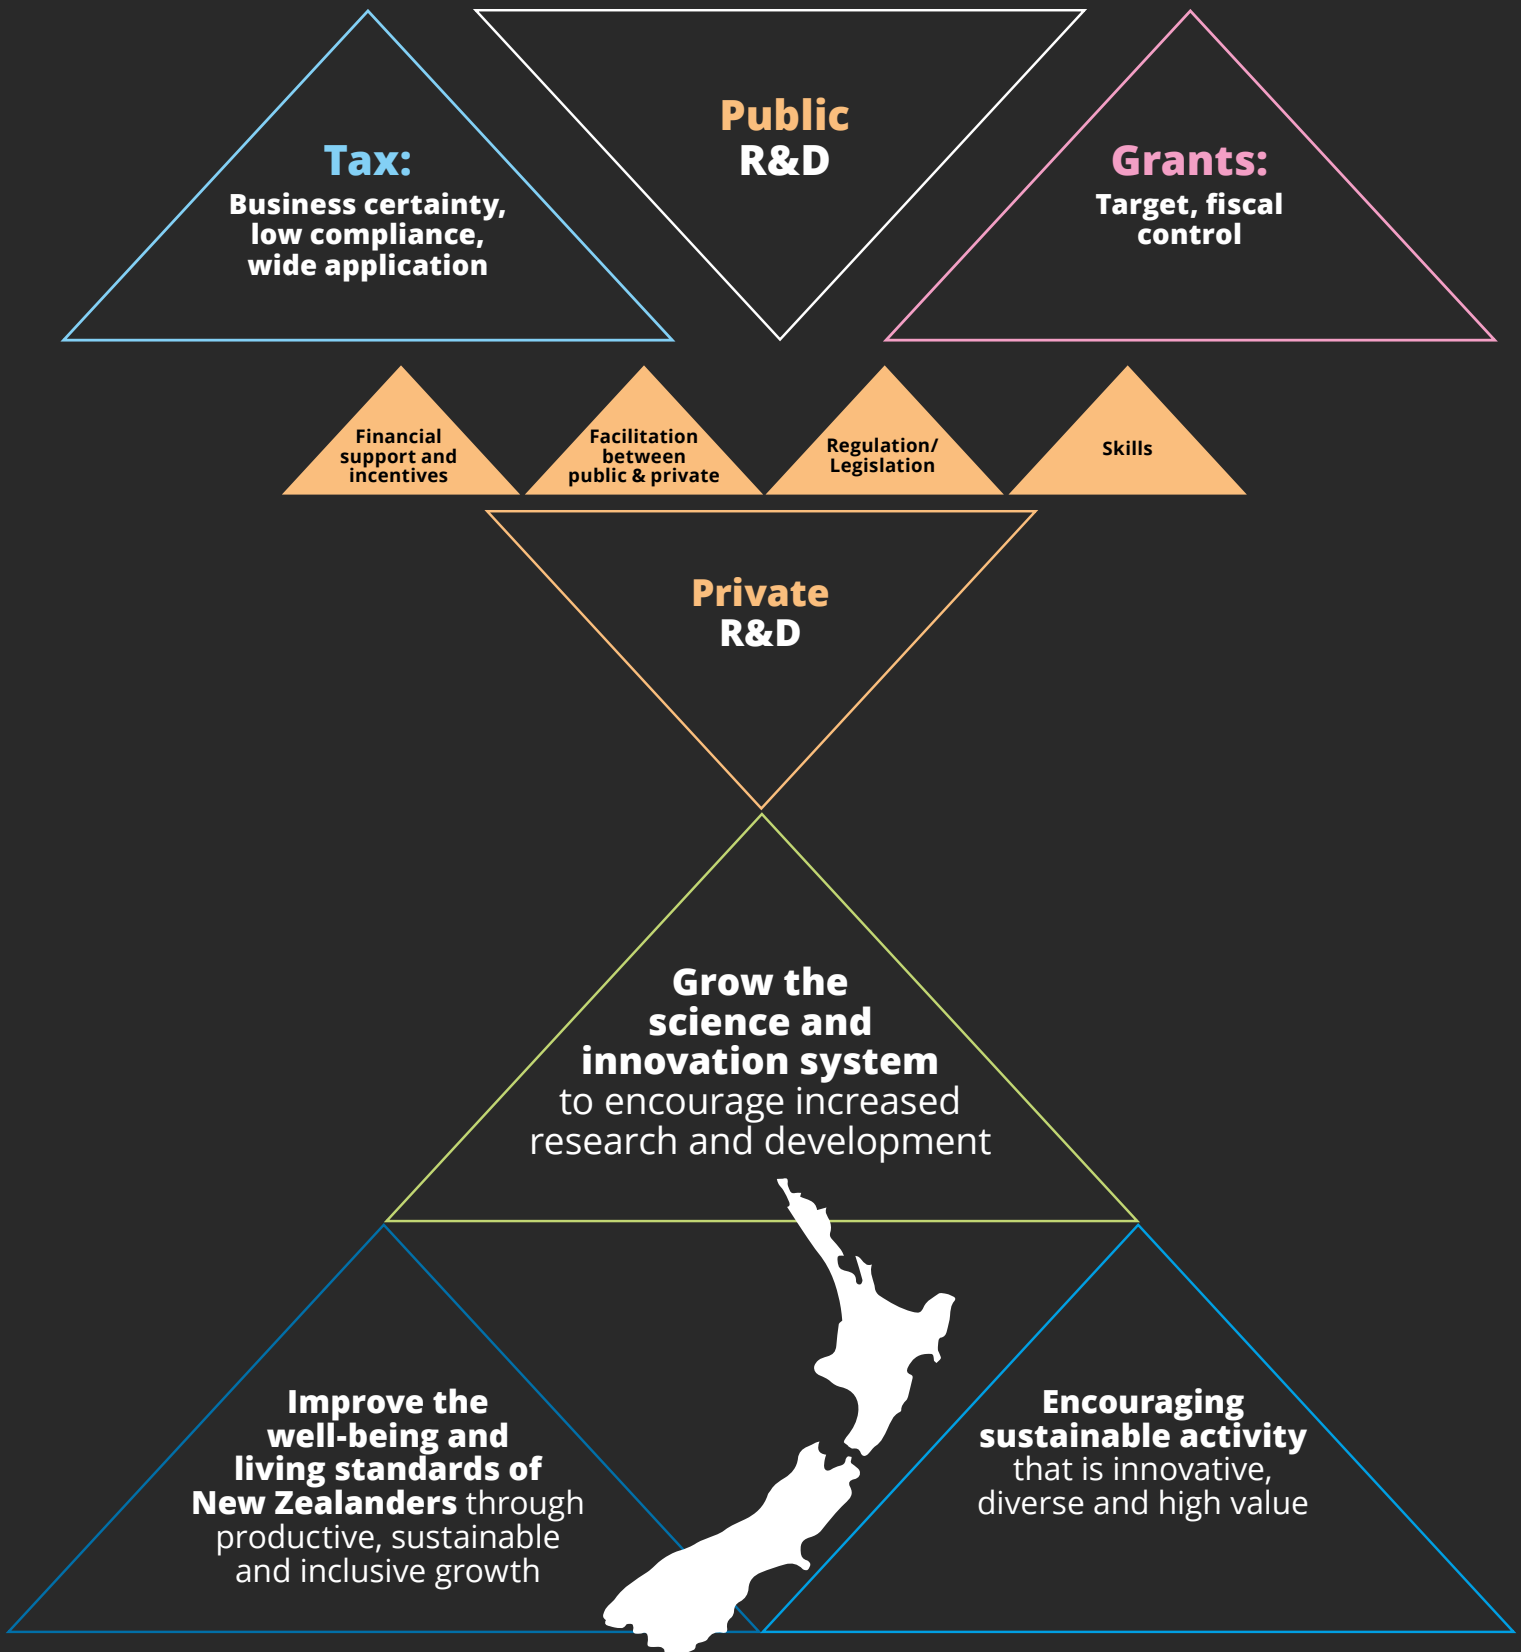 Tax:
Business certainty,
low compliance,
wide application
Public
R&D
Grants:
Target, fiscal
control
Financial
support and
incentives
Facilitation
between
public & private
Regulation/
Legislation
Skills
Private
R&D
Grow the
science and
innovation system
to encourage increased
research and development
Improve the
well-being and
living standards of
New Zealanders through
productive, sustainable
and inclusive growth
Encouraging
sustainable activity
that is innovative,
diverse and high value